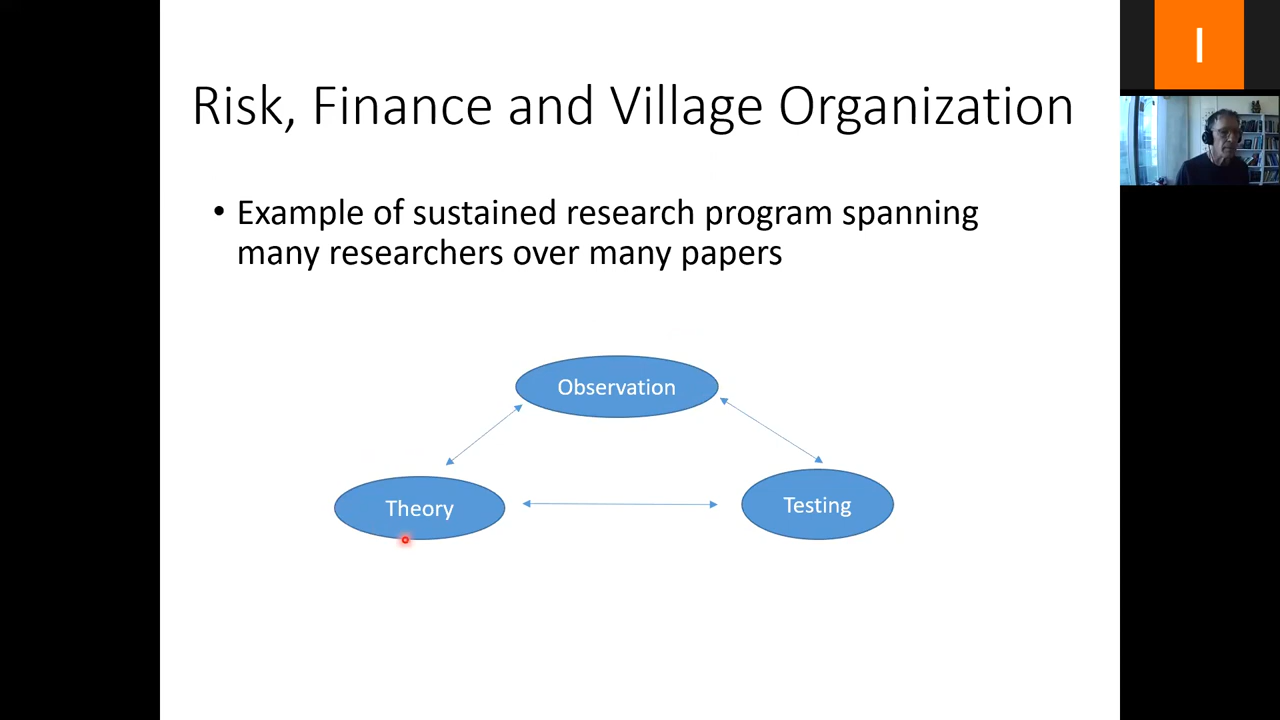 Risk, Finance and Village Organization
• Example of sustained research program spanning
many researchers over many papers
Observation
Theory
Testing
I